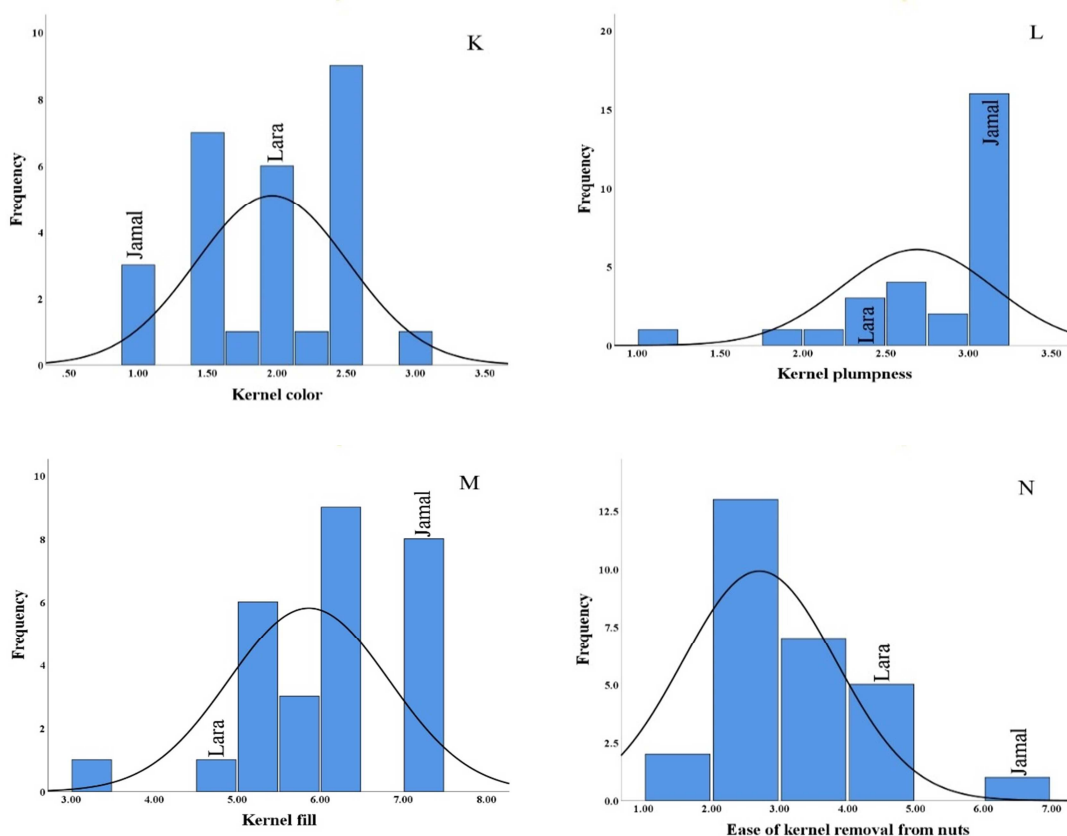 K
10
8
6
4
2
0
Frequency
Jamal
Lara
.50 1.00 1.50 2.00 2.50 3.00 3.50
Kernel color
L
20
15
10
5
0
Frequency
Lara
Jamal
1.00 1.50 2.00 2.50 3.00 3.50
Kernel plumpness
M
10
8
6
4
2
0
Frequency
Lara
Jamal
3.00 4.00 5.00 6.00 7.00 8.00
Kernel fill
N
12.5
10.0
7.5
5.0
2.5
0.0
Frequency
Lara
Jamal
1.00 2.00 3.00 4.00 5.00 6.00 7.00
Ease of kernel removal from nuts